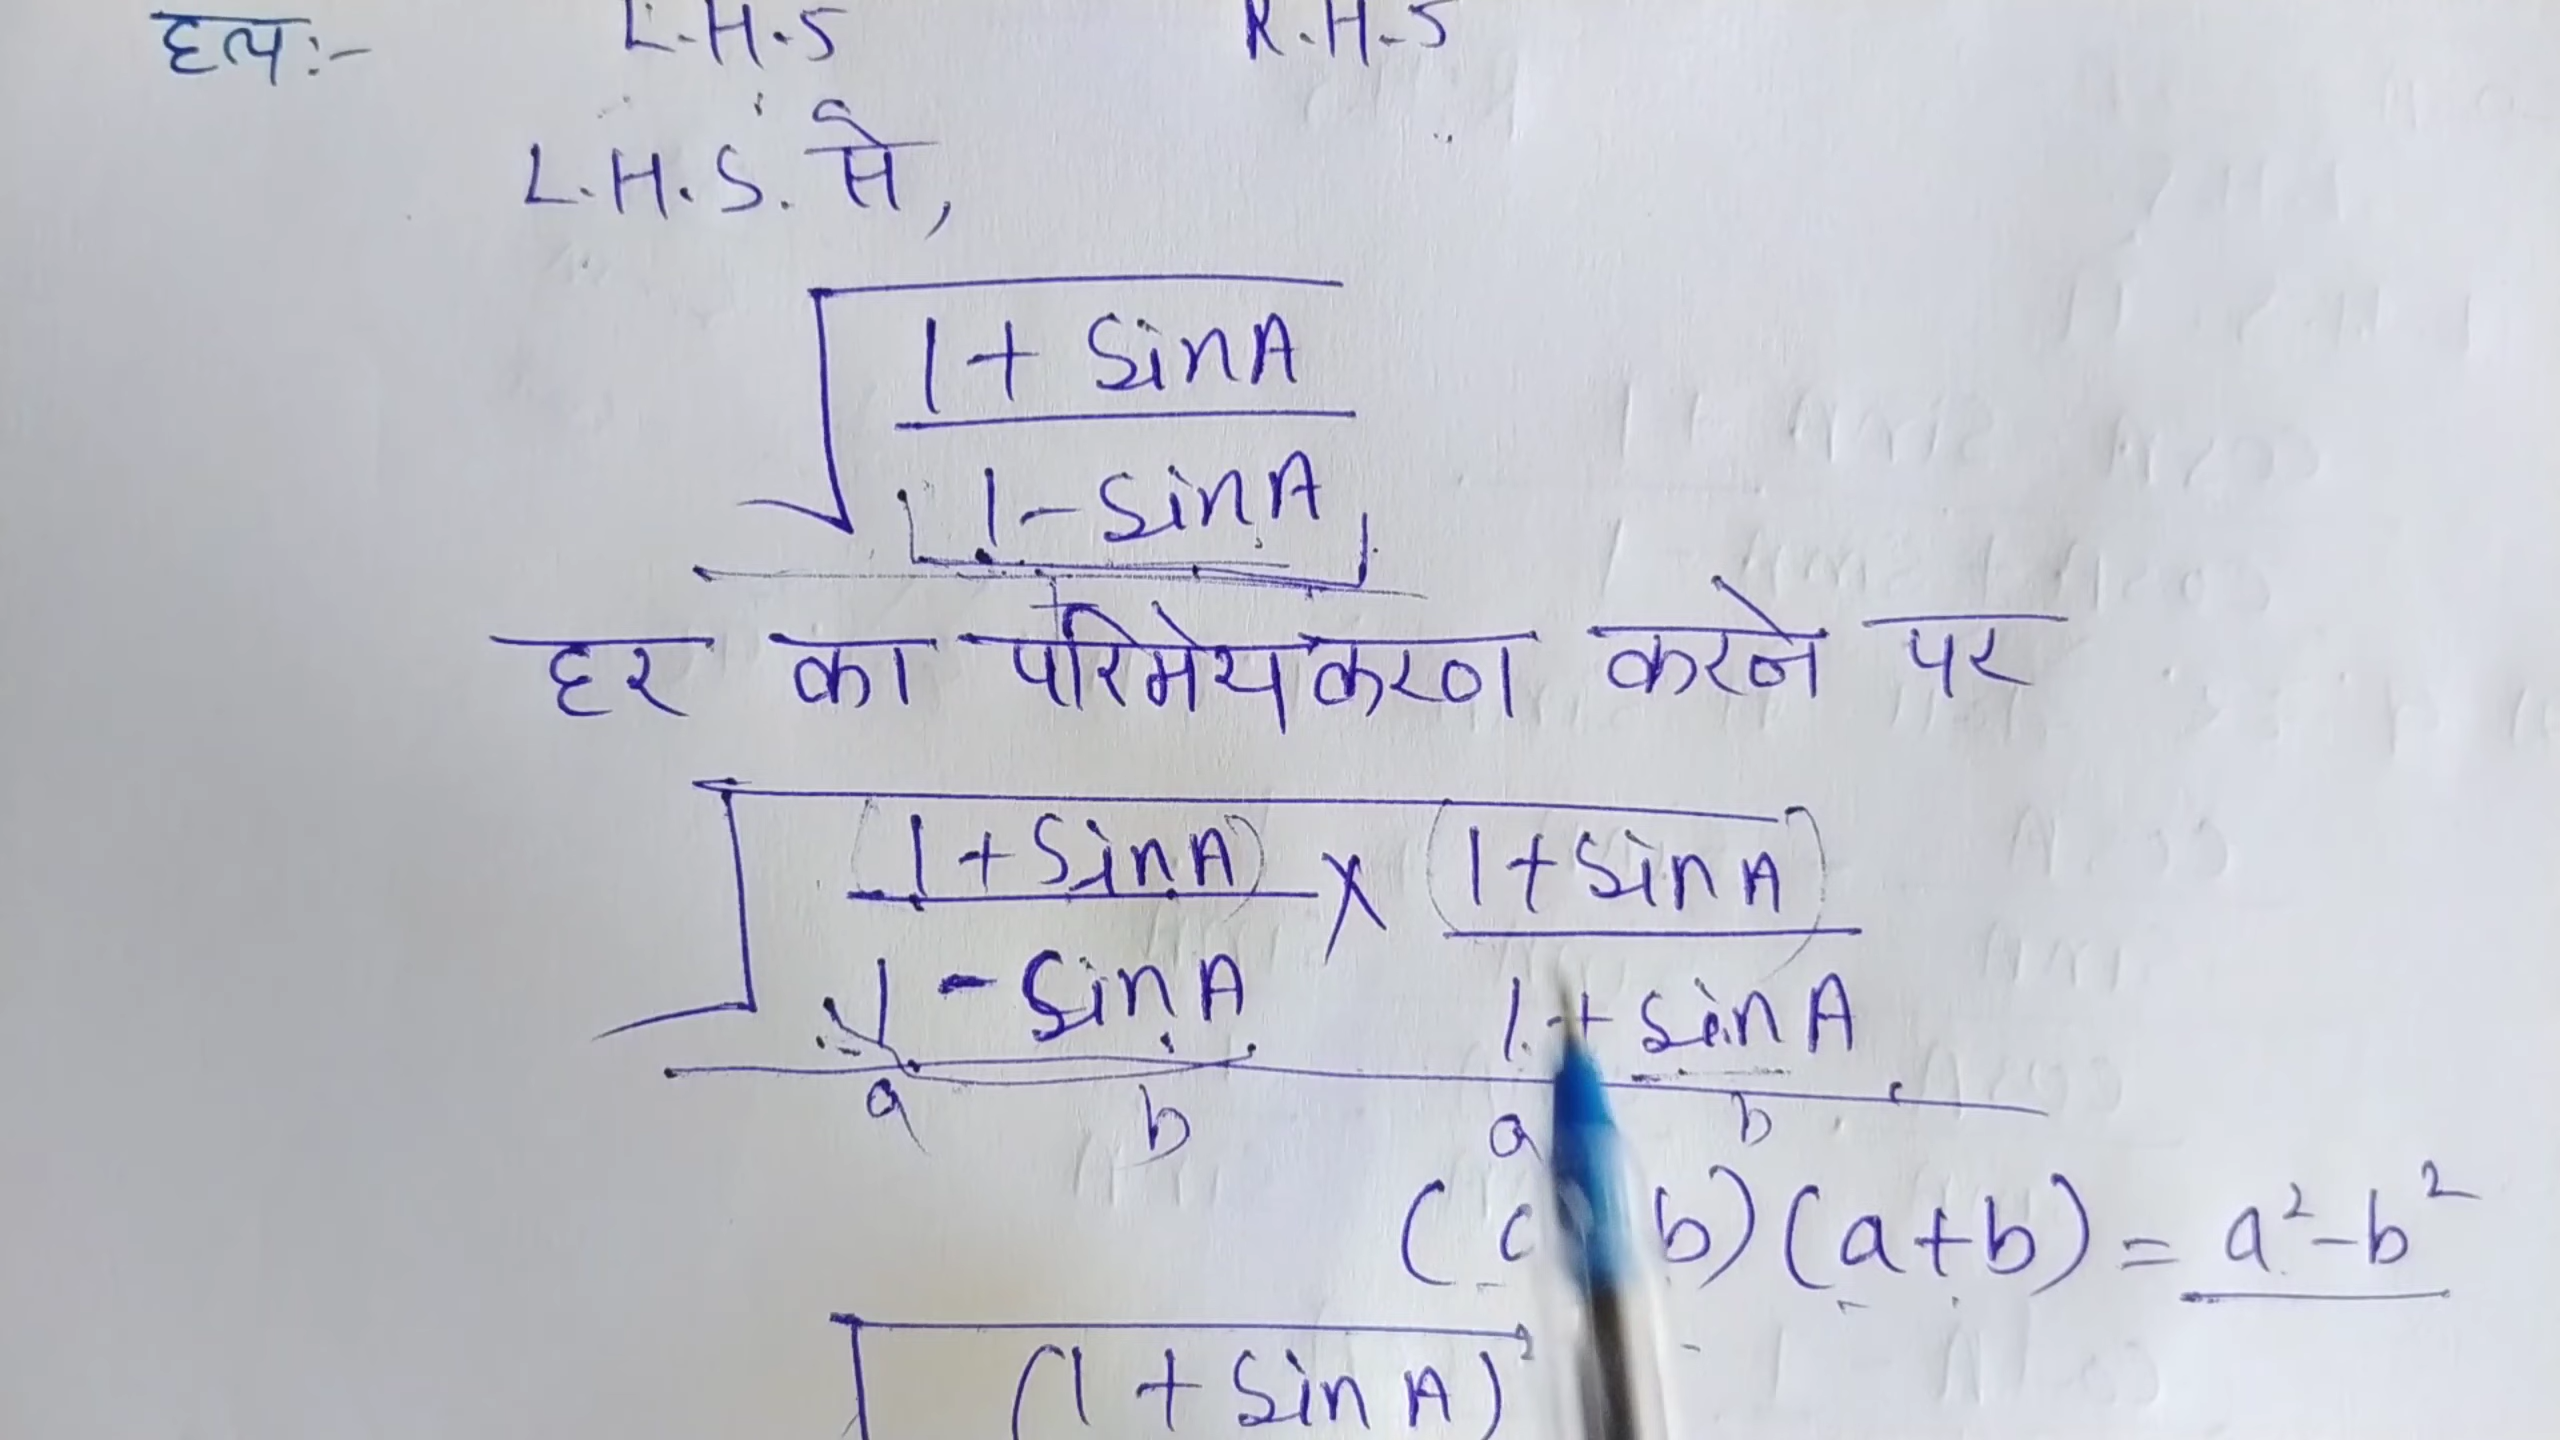 हल :-
L.H.S R.H.S
L.H.S. से,
√(1 + sinA
1 - sinA)
हर का परिमेयकरण करने पर
√((1 + sinA) × (1 + sinA)
1 - sinA 1 + sinA)
a b a b
( b) (a+b) = a² - b²
√(1 + sin A)²